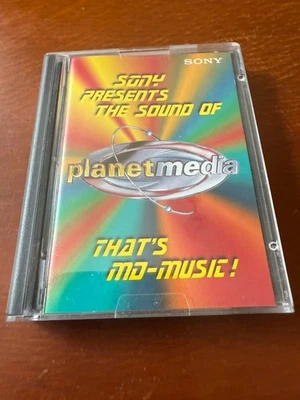 SONY
SONY
PRESENTS
THE SOUND OF
planetmedia
THAT'S
MD-MUSIC!